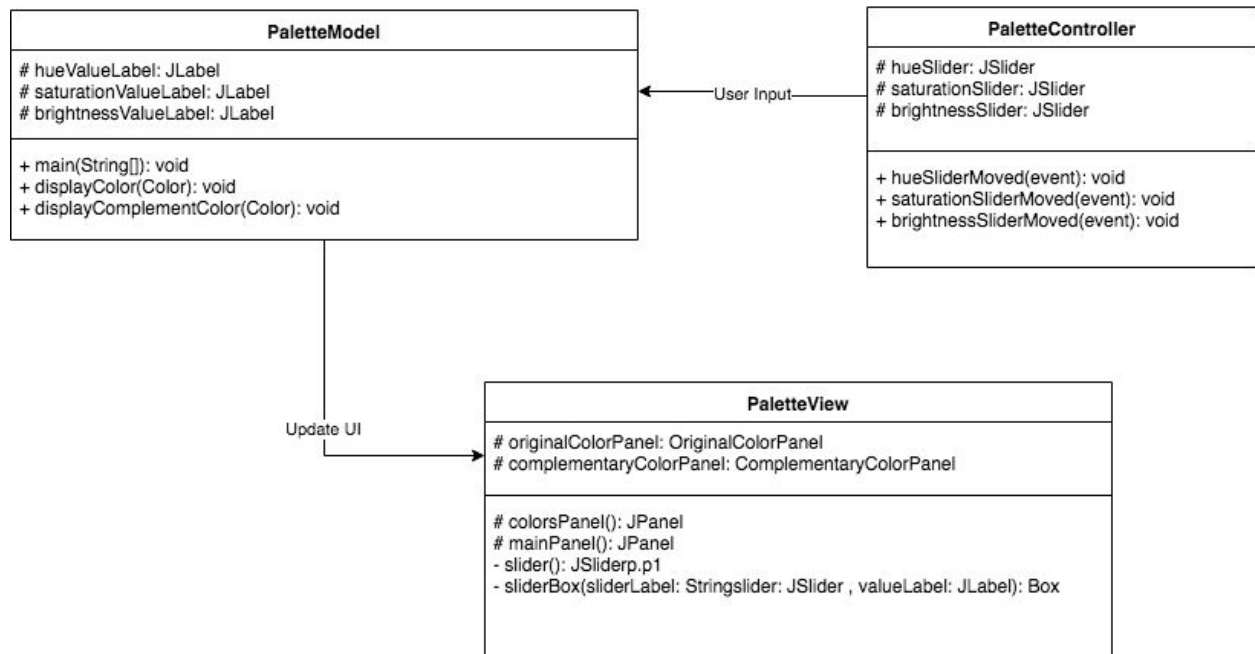 PaletteModel
# hueValueLabel: JLabel
# saturationValueLabel: JLabel
# brightnessValueLabel: JLabel
+ main(String[]): void
+ displayColor(Color): void
+ displayComplementColor(Color): void
User Input
PaletteController
# hueSlider: JSlider
# saturationSlider: JSlider
# brightnessSlider: JSlider
+ hueSliderMoved(event): void
+ saturationSliderMoved(event): void
+ brightnessSliderMoved(event): void
Update UI
PaletteView
# originalColorPanel: OriginalColorPanel
# complementaryColorPanel: ComplementaryColorPanel
# colorsPanel(): JPanel
# mainPanel(): JPanel
- slider(): JSliderp.p1
- sliderBox(sliderLabel: Stringslider: JSlider , valueLabel: JLabel): Box